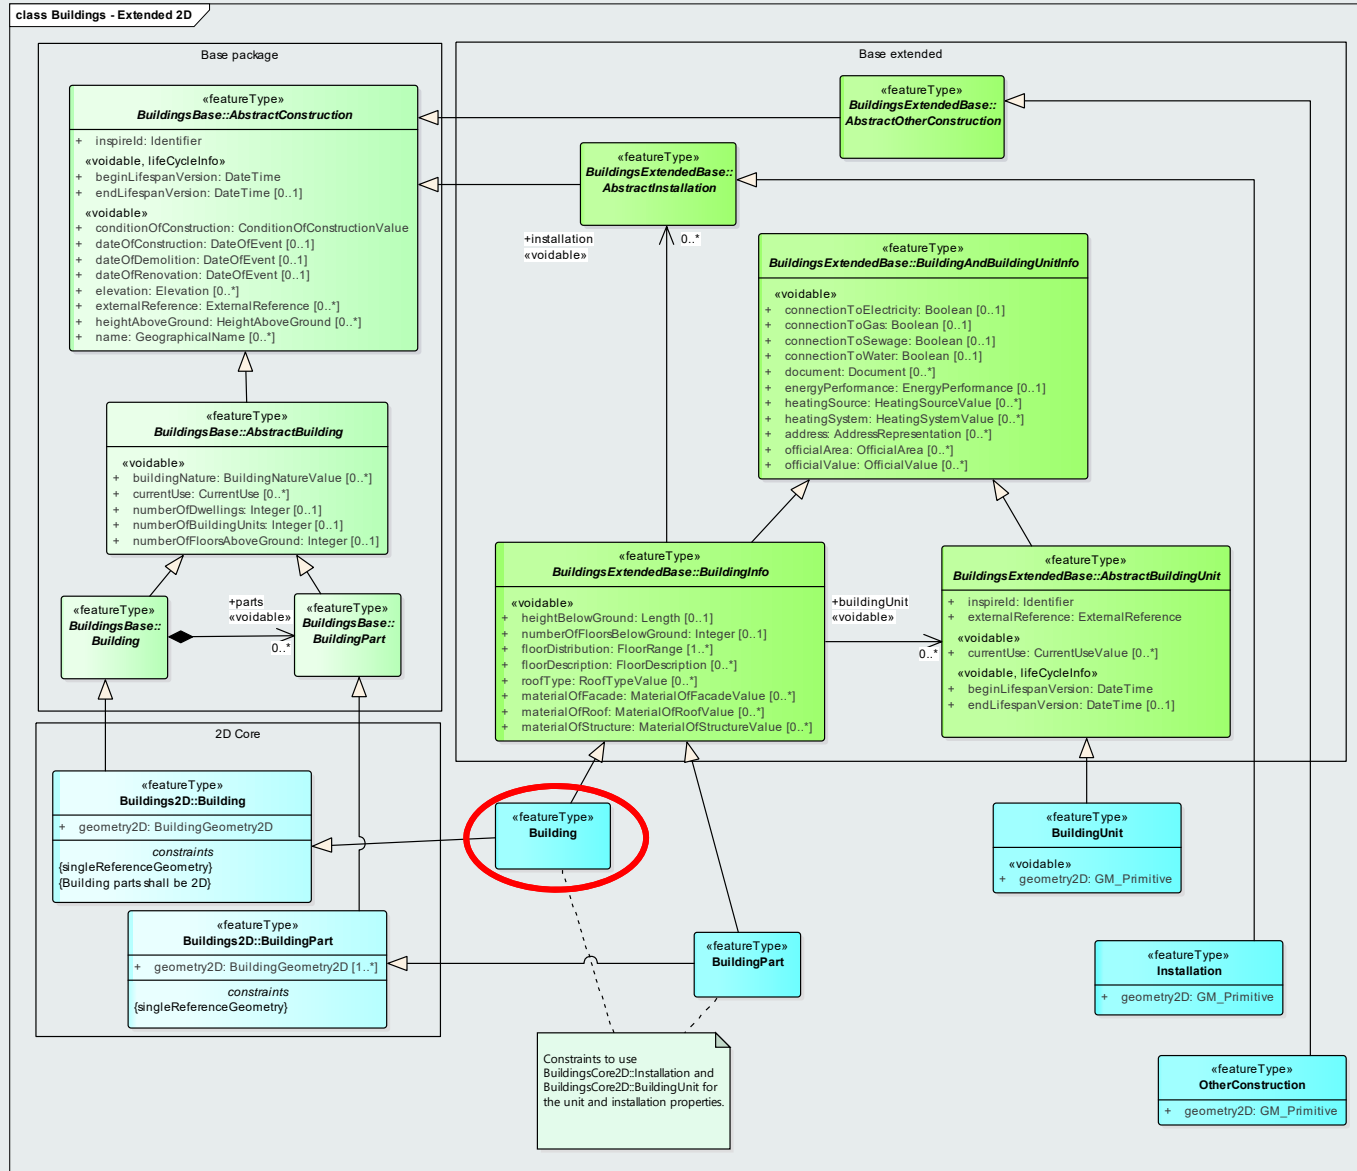 class Buildings - Extended 2D
Base package
«featureType»
BuildingsBase::AbstractConstruction
+ inspireId: Identifier
«voidable, lifeCycleInfo»
+ beginLifespanVersion: DateTime
+ endLifespanVersion: DateTime [0..1]
«voidable»
+ conditionOfConstruction: ConditionOfConstructionValue
+ dateOfConstruction: DateOfEvent [0..1]
+ dateOfDemolition: DateOfEvent [0..1]
+ dateOfRenovation: DateOfEvent [0..1]
+ elevation: Elevation [0..*]
+ externalReference: ExternalReference [0..*]
+ heightAboveGround: HeightAboveGround [0..*]
+ name: GeographicalName [0..*]
«featureType»
BuildingsBase::AbstractBuilding
«voidable»
+ buildingNature: BuildingNatureValue [0..*]
+ currentUse: CurrentUse [0..*]
+ numberOfDwellings: Integer [0..1]
+ numberOfBuildingUnits: Integer [0..1]
+ numberOfFloorsAboveGround: Integer [0..1]
«featureType»
BuildingsBase::
Building
+parts
«voidable»
0..*
«featureType»
BuildingsBase::
BuildingPart
2D Core
«featureType»
Buildings2D::Building
+ geometry2D: BuildingGeometry2D
constraints
{singleReferenceGeometry}
{Building parts shall be 2D}
«featureType»
Buildings2D::BuildingPart
+ geometry2D: BuildingGeometry2D [1..*]
constraints
{singleReferenceGeometry}
Base extended
«featureType»
BuildingsExtendedBase::
AbstractOtherConstruction
«featureType»
BuildingsExtendedBase::
AbstractInstallation
+installation
«voidable»
0..*
«featureType»
BuildingsExtendedBase::BuildingAndBuildingUnitInfo
«voidable»
+ connectionToElectricity: Boolean [0..1]
+ connectionToGas: Boolean [0..1]
+ connectionToSewage: Boolean [0..1]
+ connectionToWater: Boolean [0..1]
+ document: Document [0..*]
+ energyPerformance: EnergyPerformance [0..1]
+ heatingSource: HeatingSourceValue [0..*]
+ heatingSystem: HeatingSystemValue [0..*]
+ address: AddressRepresentation [0..*]
+ officialArea: OfficialArea [0..*]
+ officialValue: OfficialValue [0..*]
«featureType»
BuildingsExtendedBase::BuildingInfo
«voidable»
+ heightBelowGround: Length [0..1]
+ numberOfFloorsBelowGround: Integer [0..1]
+ floorDistribution: FloorRange [1..*]
+ floorDescription: FloorDescription [0..*]
+ roofType: RoofTypeValue [0..*]
+ materialOfFacade: MaterialOfFacadeValue [0..*]
+ materialOfRoof: MaterialOfRoofValue [0..*]
+ materialOfStructure: MaterialOfStructureValue [0..*]
+buildingUnit
«voidable»
0..*
«featureType»
BuildingsExtendedBase::AbstractBuildingUnit
+ inspireId: Identifier
+ externalReference: ExternalReference
«voidable»
+ currentUse: CurrentUseValue [0..*]
«voidable, lifeCycleInfo»
+ beginLifespanVersion: DateTime
+ endLifespanVersion: DateTime [0..1]
«featureType»
Building
«featureType»
BuildingPart
«featureType»
BuildingUnit
«voidable»
+ geometry2D: GM_Primitive
«featureType»
Installation
+ geometry2D: GM_Primitive
«featureType»
OtherConstruction
+ geometry2D: GM_Primitive
Constraints to use
BuildingsCore2D::Installation and
BuildingsCore2D::BuildingUnit for
the unit and installation properties.